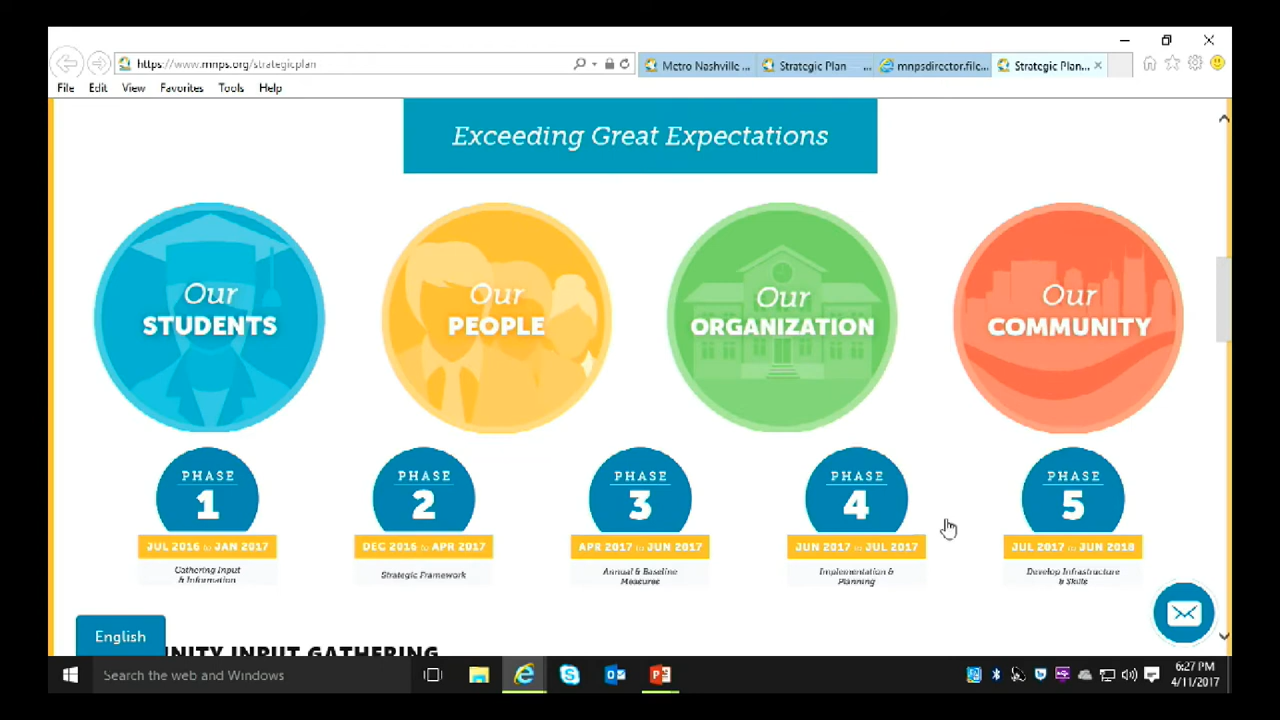 https://www.mnps.org/strategicplan
Metro Nashville ...
Strategic Plan ...
mnpsdirector.file...
Strategic Plan...
File Edit View Favorites Tools Help
Exceeding Great Expectations
Our
STUDENTS
Our
PEOPLE
Our
ORGANIZATION
Our
COMMUNITY
PHASE
1
JUL 2016 to JAN 2017
Gathering Input
& Information
PHASE
2
DEC 2016 to APR 2017
Strategic Framework
PHASE
3
APR 2017 to JUN 2017
Annual & Baseline
Measures
PHASE
4
JUN 2017 to JUL 2017
Implementation &
Planning
PHASE
5
JUL 2017 to JUN 2018
Develop Infrastructure
& Skills
English
NITY INPUT GATHERING
Search the web and Windows
6:27 PM
4/11/2017